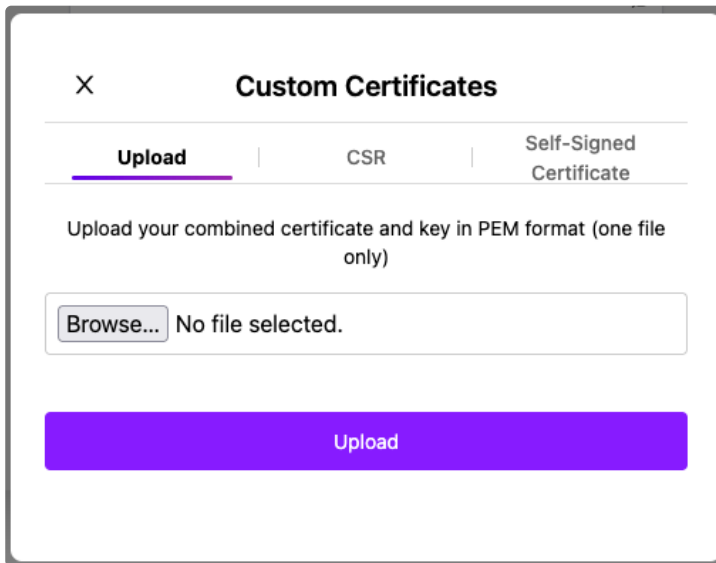 Custom Certificates
Upload
CSR
Self-Signed
Certificate
Upload your combined certificate and key in PEM format (one file
only)
Browse... No file selected.
Upload